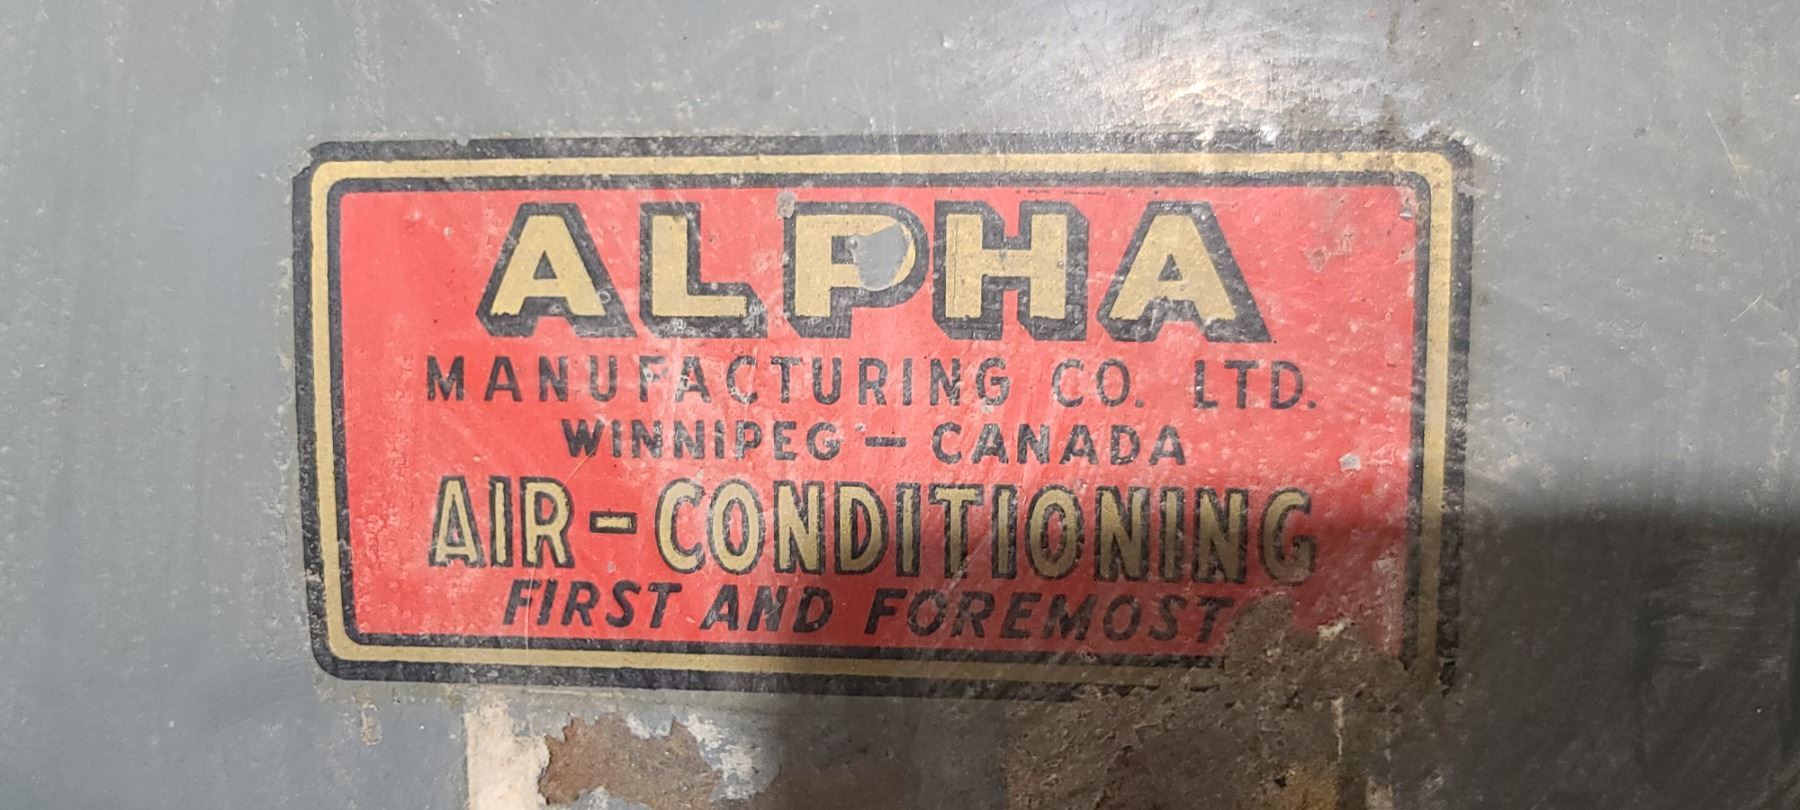 ALPHA
MANUFACTURING CO. LTD.
WINNIPEG - CANADA
AIR-CONDITIONING
FIRST AND FOREMOST